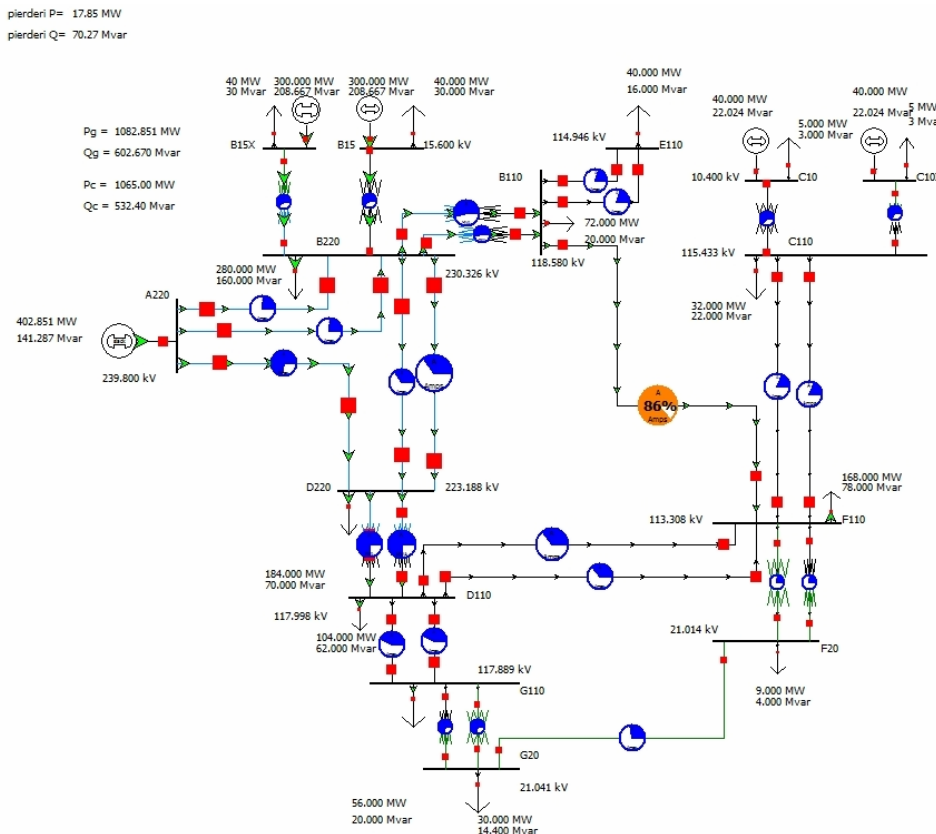 pierderi P= 17.85 MW
pierderi Q= 70.27 Mvar
Pg = 1082.851 MW
Qg = 602.670 Mvar
Pc = 1065.00 MW
Qc = 532.40 Mvar
40 MW
30 Mvar
300.000 MW
208.667 Mvar
300.000 MW
208.667 Mvar
40.000 MW
30.000 Mvar
B15X
B15
15.600 kV
40.000 MW
16.000 Mvar
114.946 kV
E110
B110
72.000 MW
20.000 Mvar
118.580 kV
40.000 MW
22.024 Mvar
5.000 MW
3.000 Mvar
40.000 MW
22.024 Mvar
5 MW
3 Mvar
10.400 kV
C10
C10X
C110
115.433 kV
32.000 MW
22.000 Mvar
B220
230.326 kV
280.000 MW
160.000 Mvar
A220
402.851 MW
141.287 Mvar
239.800 kV
A
86%
Amps
Amps
D220
223.188 kV
168.000 MW
78.000 Mvar
113.308 kV
F110
184.000 MW
70.000 Mvar
D110
117.998 kV
104.000 MW
62.000 Mvar
21.014 kV
F20
9.000 MW
4.000 Mvar
117.889 kV
G110
G20
21.041 kV
56.000 MW
20.000 Mvar
30.000 MW
14.400 Mvar